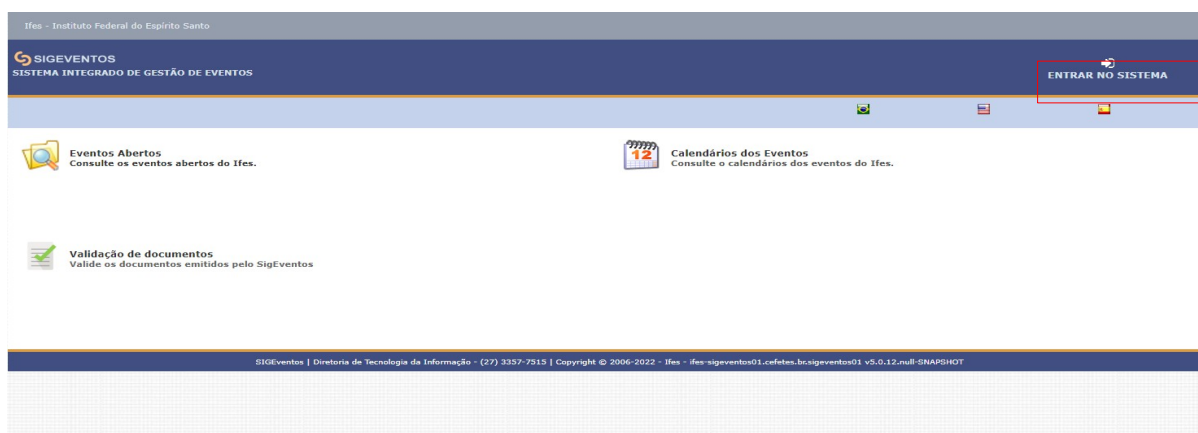 Ifes - Instituto Federal do Espírito Santo
SIGEVENTOS
SISTEMA INTEGRADO DE GESTÃO DE EVENTOS
ENTRAR NO SISTEMA
Eventos Abertos
Consulte os eventos abertos do Ifes.
12
Calendários dos Eventos
Consulte o calendários dos eventos do Ifes.
Validação de documentos
Valide os documentos emitidos pelo SigEventos
SIGEventos | Diretoria de Tecnologia da Informação - (27) 3357-7515 | Copyright © 2006-2022 - Ifes - ifes-sigeventos01.cefetes.br.sigeventos01 v5.0.12.null-SNAPSHOT